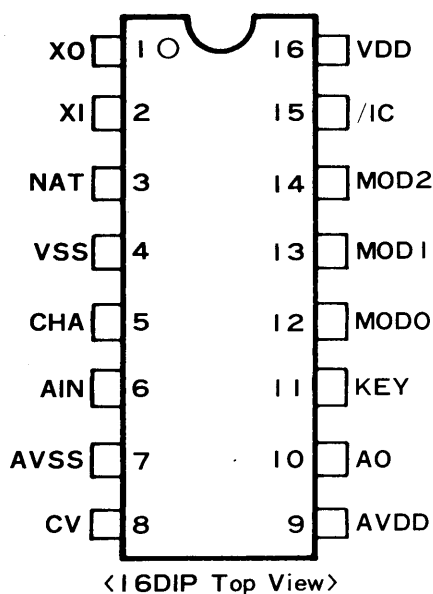 XO 1 16 VDD
XI 2 15 /IC
NAT 3 14 MOD2
VSS 4 13 MOD1
CHA 5 12 MOD0
AIN 6 11 KEY
AVSS 7 10 AO
CV 8 9 AVDD
<16DIP Top View>